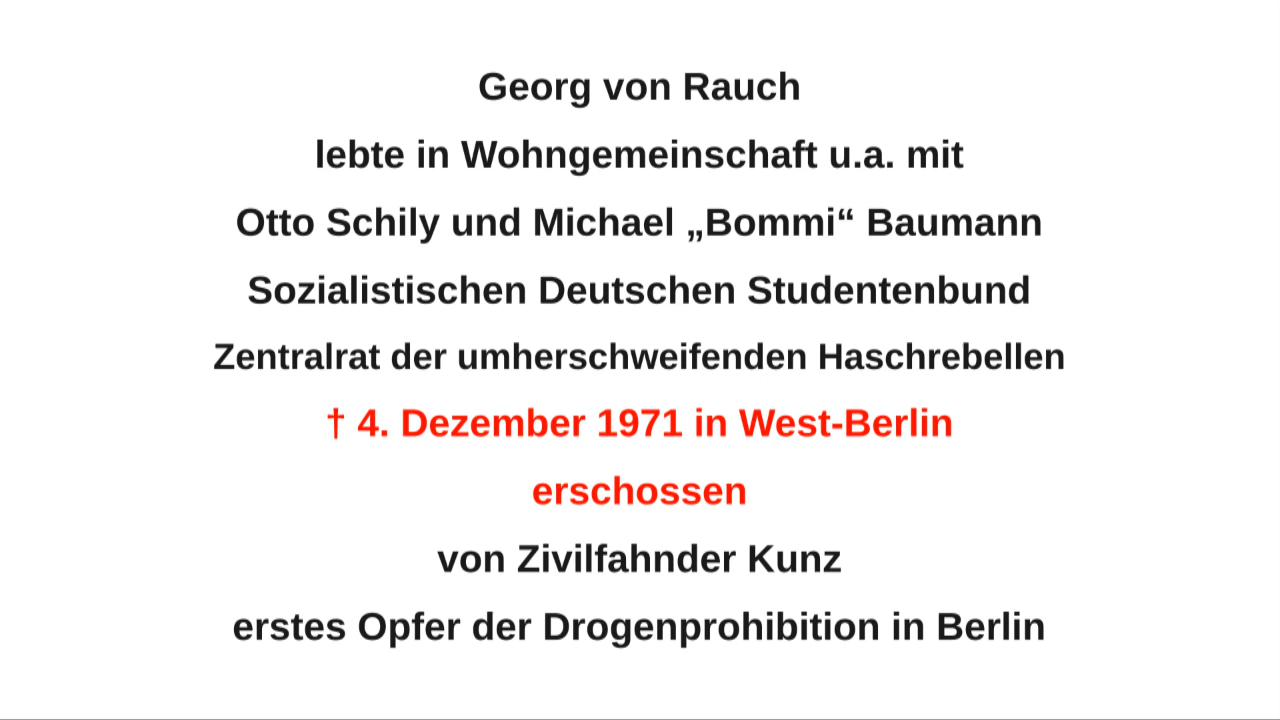 Georg von Rauch
lebte in Wohngemeinschaft u.a. mit
Otto Schily und Michael „Bommi“ Baumann
Sozialistischen Deutschen Studentenbund
Zentralrat der umherschweifenden Haschrebellen
† 4. Dezember 1971 in West-Berlin
erschossen
von Zivilfahnder Kunz
erstes Opfer der Drogenprohibition in Berlin